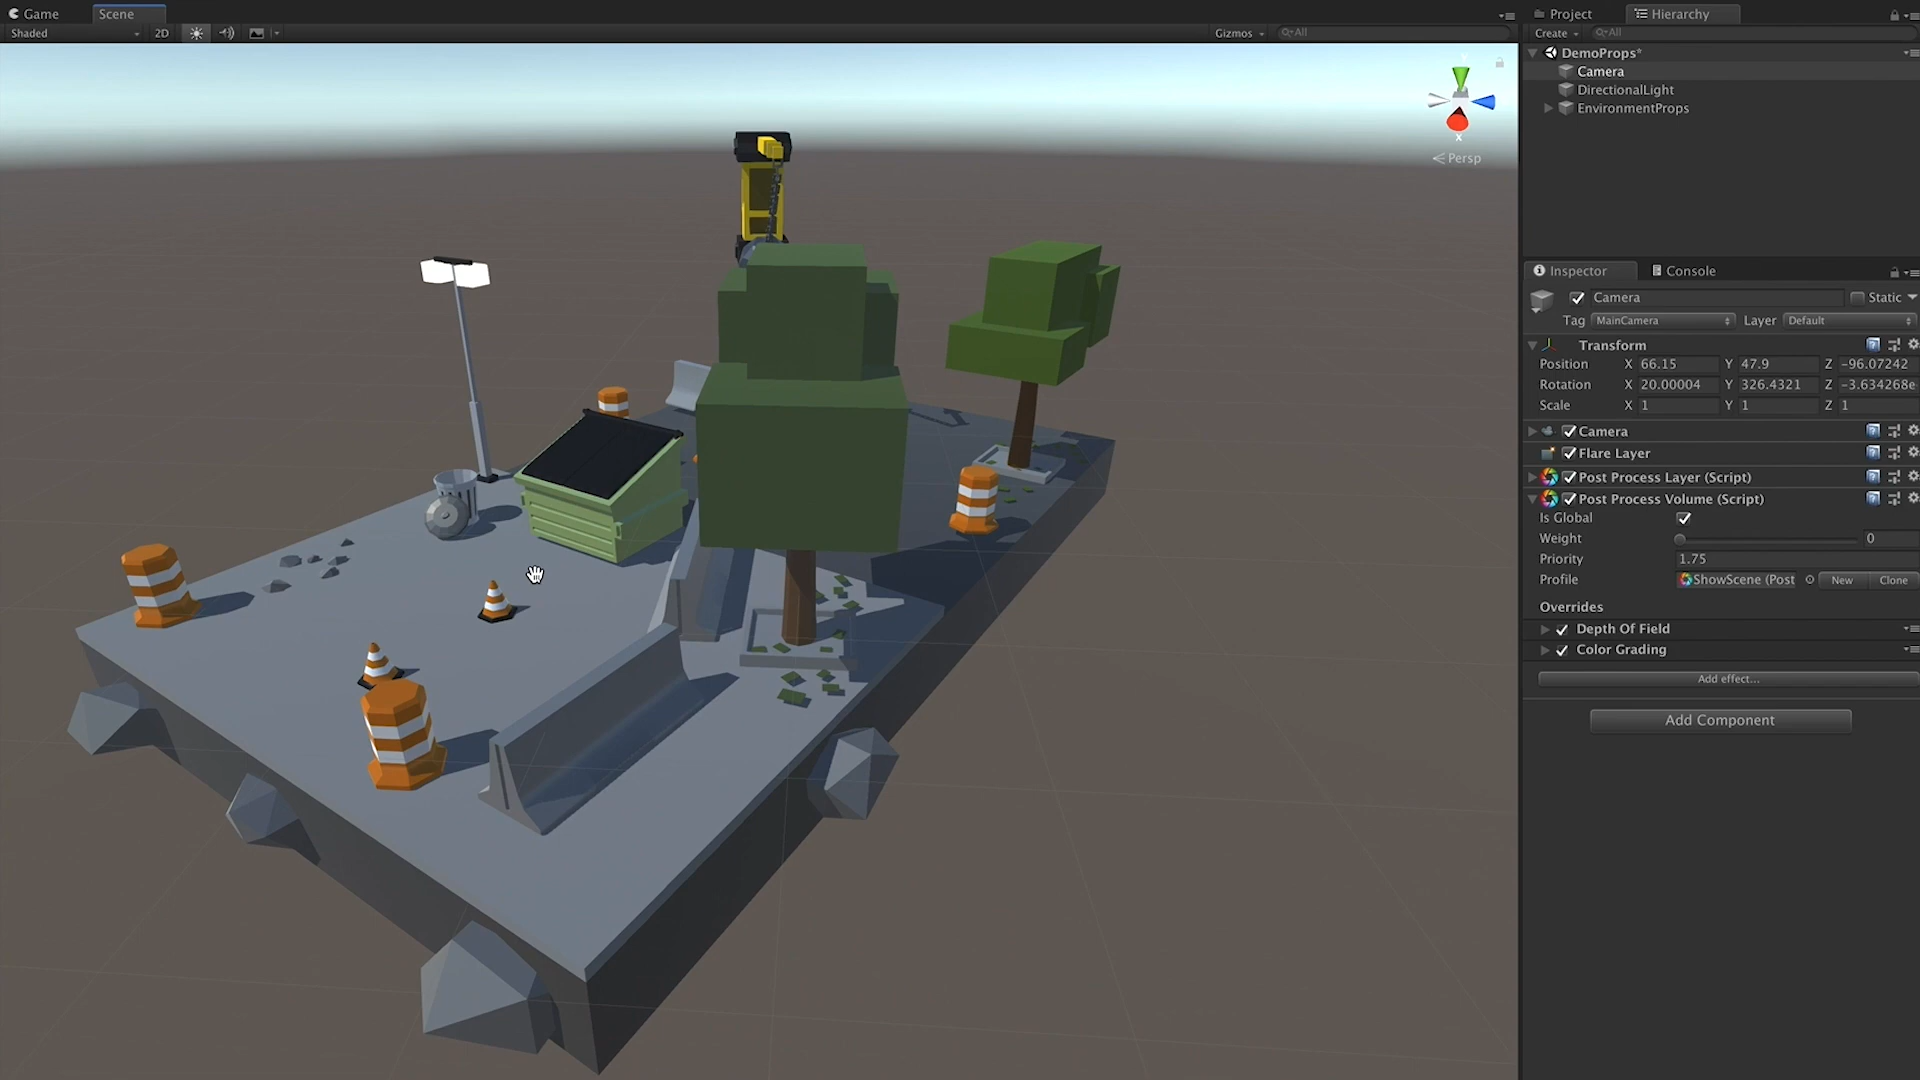 Game Scene
Shaded 2D Gizmos All
Persp
x
Project Hierarchy
Create All
DemoProps*
Camera
DirectionalLight
EnvironmentProps
Inspector Console
Camera Static
Tag MainCamera Layer Default
Transform
Position X 66.15 Y 47.9 Z -96.07242
Rotation X 20.00004 Y 326.4321 Z -3.634268e
Scale X 1 Y 1 Z 1
Camera
Flare Layer
Post Process Layer (Script)
Post Process Volume (Script)
Is Global
Weight 0
Priority 1.75
Profile ShowScene (Post New Clone
Overrides
Depth Of Field
Color Grading
Add effect...
Add Component